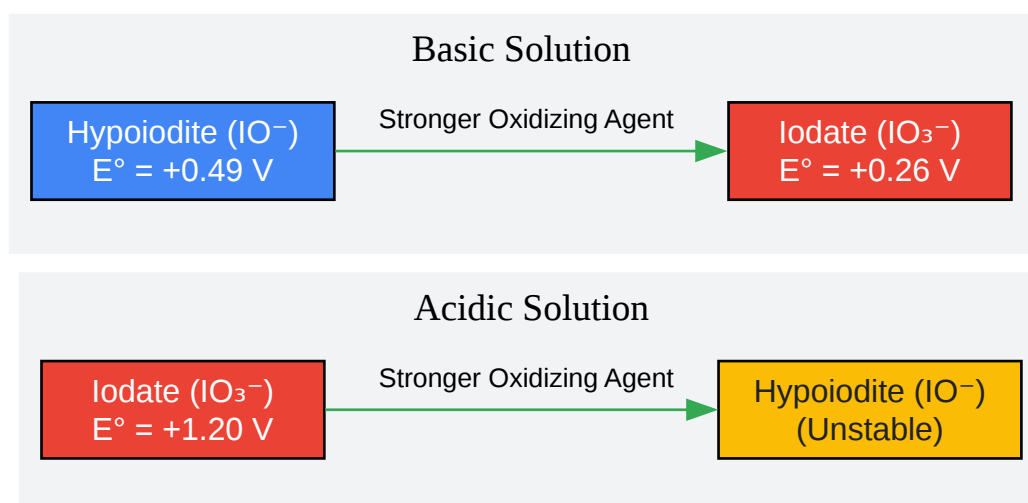 Basic Solution
Hypoiodite (IO⁻)
E° = +0.49 V
Stronger Oxidizing Agent
Iodate (IO₃⁻)
E° = +0.26 V
Acidic Solution
Iodate (IO₃⁻)
E° = +1.20 V
Stronger Oxidizing Agent
Hypoiodite (IO⁻)
(Unstable)